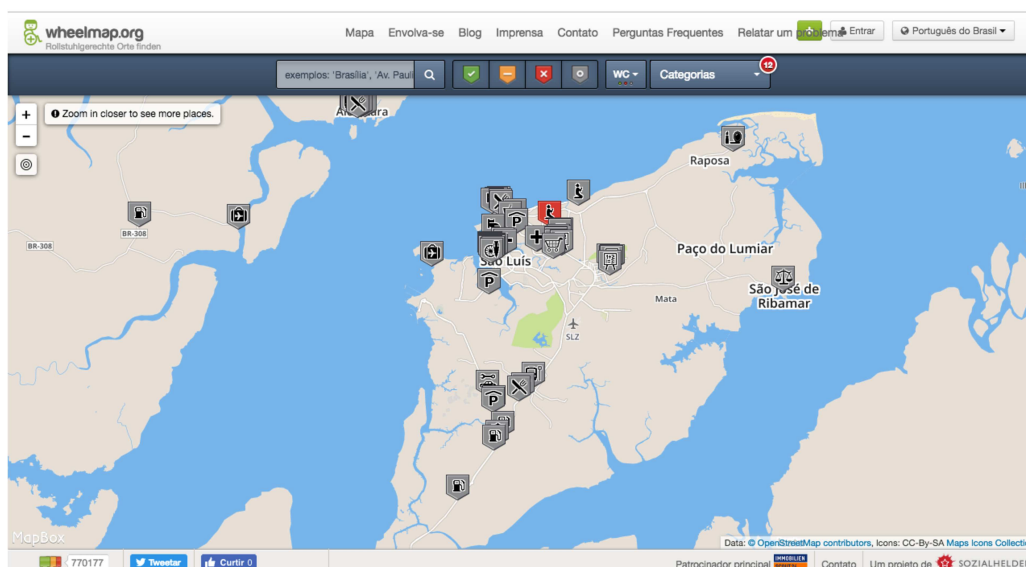 wheelmap.org
Rollstuhlgerechte Orte finden
Mapa Envolva-se Blog Imprensa Contato Perguntas Frequentes Relatar um problema Entrar Português do Brasil
exemplos: 'Brasília', 'Av. Pauli
WC Categorias 12
+ Zoom in closer to see more places.
-
Raposa
BR-308
BR-308
São Luís
Paço do Lumiar
São José de
Ribamar
Mata
SLZ
MapBox
Data: © OpenStreetMap contributors, Icons: CC-By-SA Maps Icons Collectio
770177 Tweetar Curtir 0 Patrocinador principal IMMOBILIEN Contato Um projeto de SOZIALHELDE